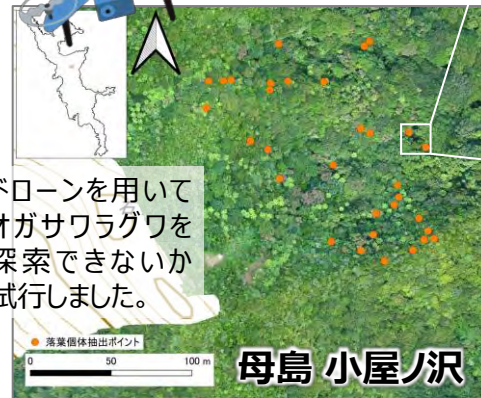 ドローンを用いて
オガサワラグワを
探索できないか
試行しました。
落葉個体抽出ポイント
0 50 100 m
母島 小屋ノ沢